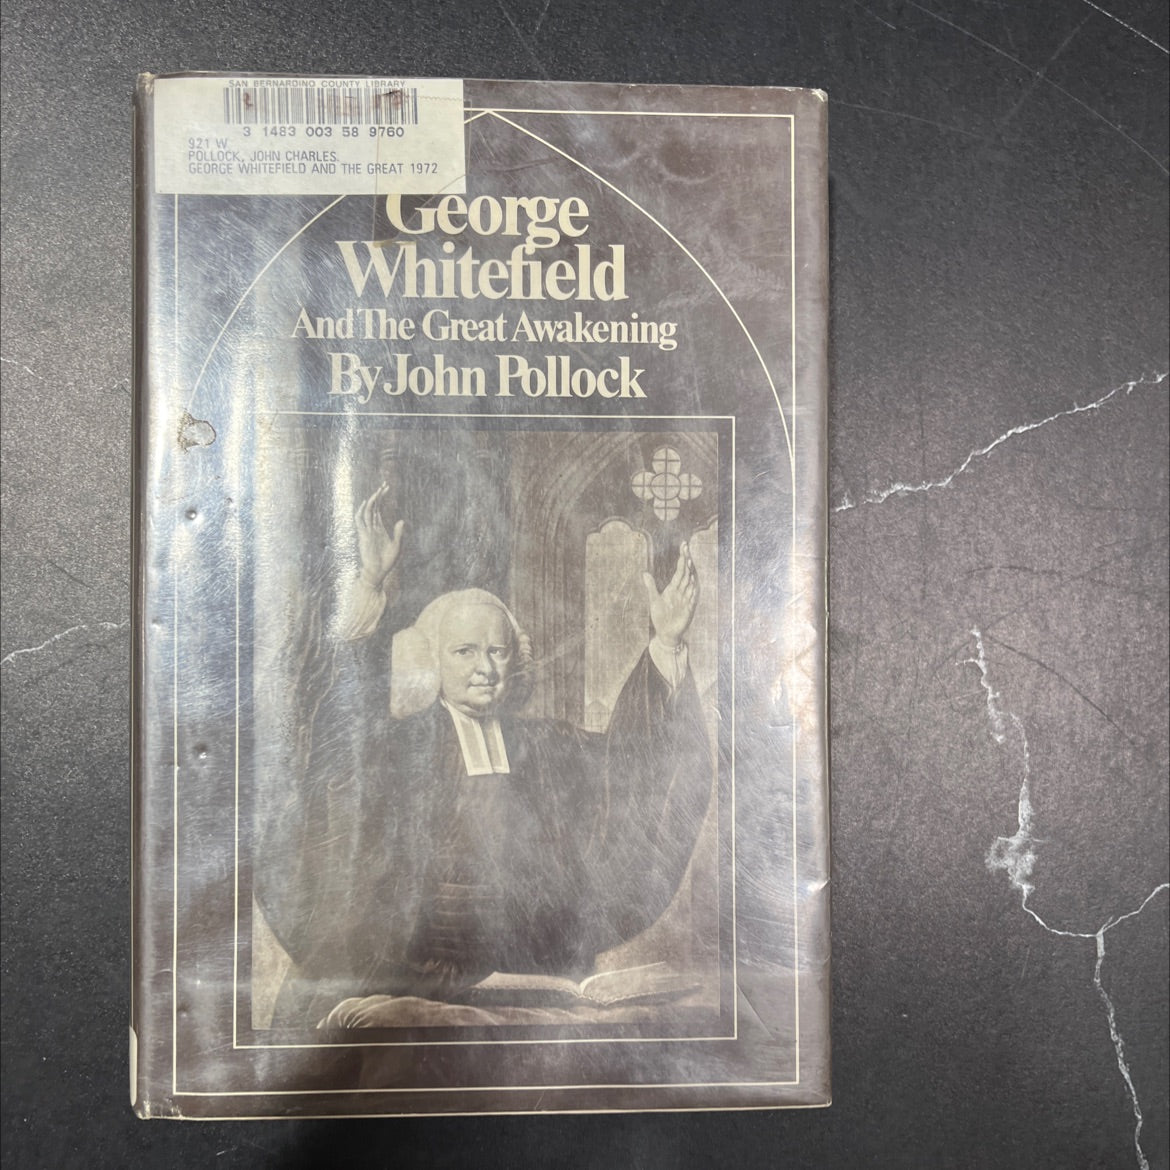 SAN BERNARDINO COUNTY LIBRARY
3 1483 003 58 9760
921 W
POLLOCK, JOHN CHARLES.
GEORGE WHITEFIELD AND THE GREAT 1972
George
Whitefield
And The Great Awakening
By John Pollock